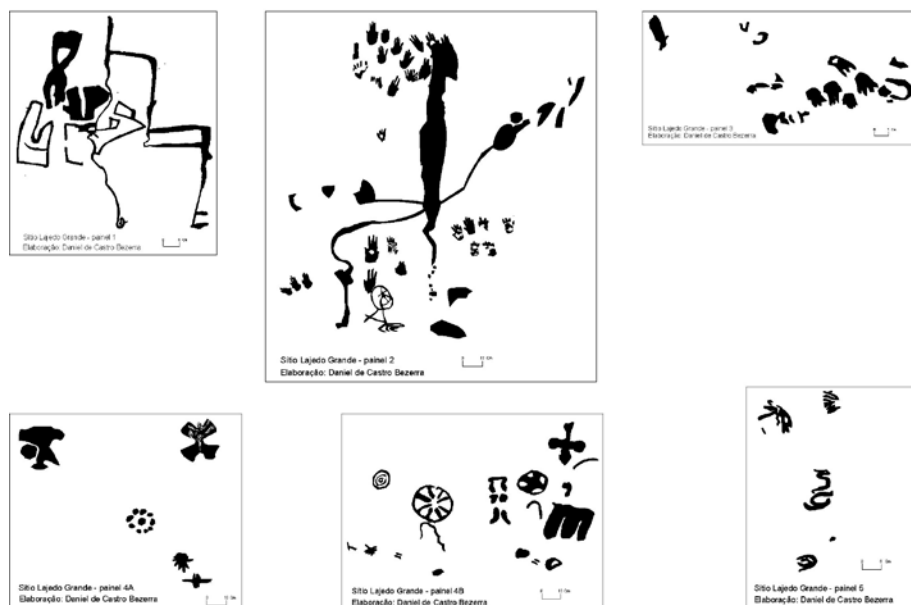 Sítio Lajedo Grande - painel 1
Elaboração: Daniel de Castro Bezerra
Sítio Lajedo Grande - painel 2
0 10 Cm
Elaboração: Daniel de Castro Bezerra
Sítio Lajedo Grande - painel 3
Elaboração: Daniel de Castro Bezerra
Sítio Lajedo Grande - painel 4A
Elaboração: Daniel de Castro Bezerra
Sítio Lajedo Grande - painel 4B
Elaboração: Daniel de Castro Bezerra
Sítio Lajedo Grande - painel 5
Elaboração: Daniel de Castro Bezerra